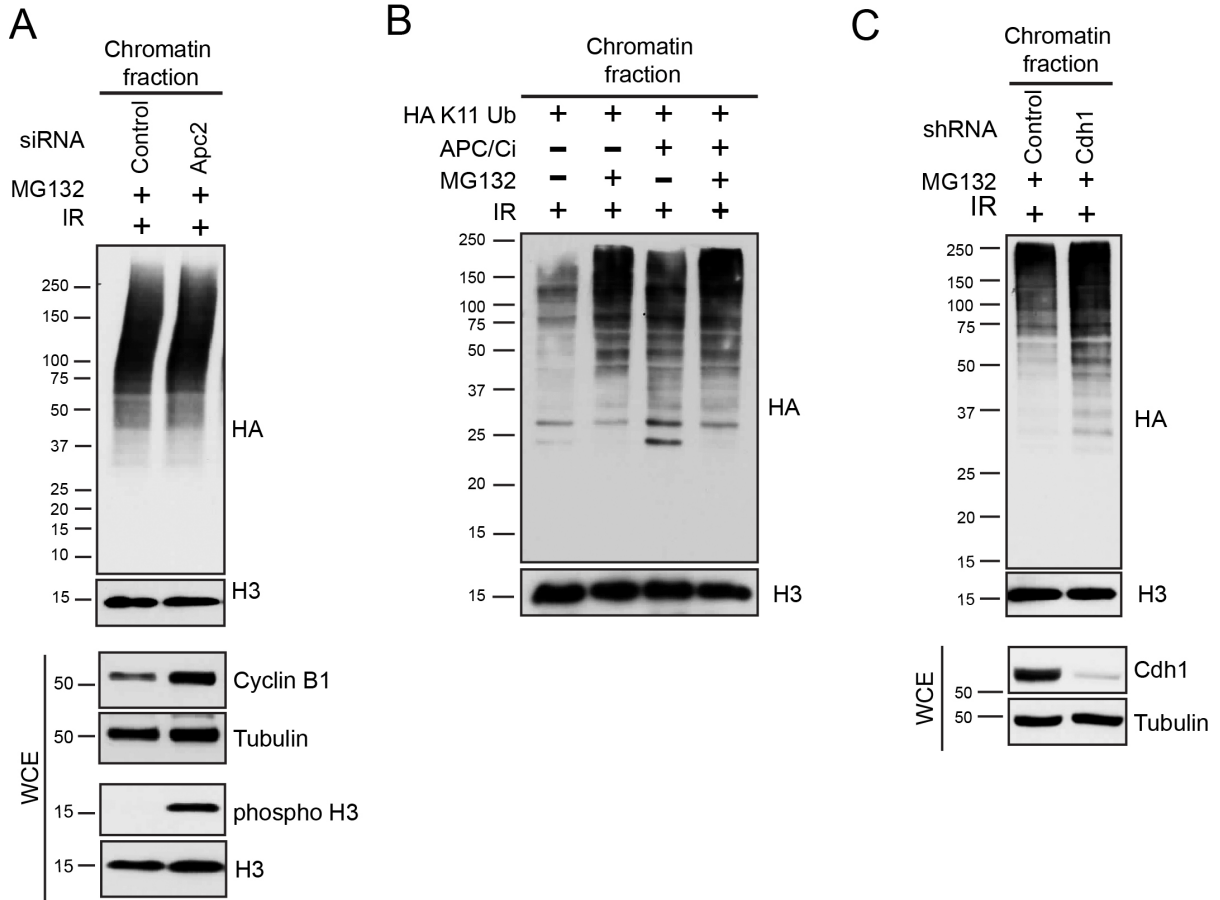 A
Chromatin
fraction
siRNA
Control
Apc2
MG132 + +
IR + +
250
150
100
75
50
37
25
20
15
10
HA
15
H3
WCE
50
Cyclin B1
50
Tubulin
15
phospho H3
15
H3
B
Chromatin
fraction
HA K11 Ub + + + +
APC/Ci − − + +
MG132 − + − +
IR + + + +
250
150
100
75
50
37
25
20
15
HA
15
H3
C
Chromatin
fraction
shRNA
Control
Cdh1
MG132 + +
IR + +
250
150
100
75
50
37
25
20
15
HA
15
H3
WCE
Cdh1
50
50
Tubulin